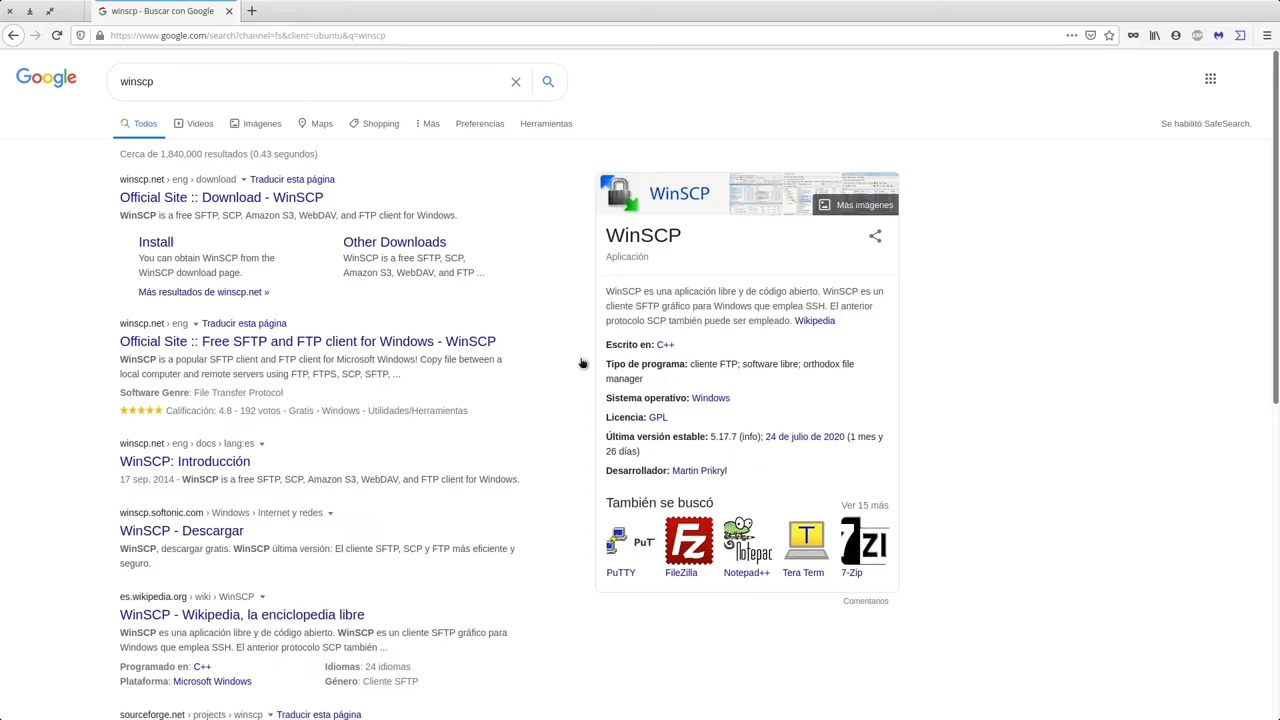 winscp - Buscar con Google
https://www.google.com/search?channel=fs&client=ubuntu&q=winscp
Google
winscp
Todos
Videos
Imágenes
Maps
Shopping
Más
Preferencias
Herramientas
Se habilitó SafeSearch.
Cerca de 1,840,000 resultados (0.43 segundos)
winscp.net › eng › download Traducir esta página
Official Site :: Download - WinSCP
WinSCP is a free SFTP, SCP, Amazon S3, WebDAV, and FTP client for Windows.
Install
You can obtain WinSCP from the
WinSCP download page.
Other Downloads
WinSCP is a free SFTP, SCP,
Amazon S3, WebDAV, and FTP ...
Más resultados de winscp.net »
winscp.net › eng Traducir esta página
Official Site :: Free SFTP and FTP client for Windows - WinSCP
WinSCP is a popular SFTP client and FTP client for Microsoft Windows! Copy file between a
local computer and remote servers using FTP, FTPS, SCP, SFTP, ...
Software Genre: File Transfer Protocol
Calificación: 4.8 - 192 votos - Gratis - Windows - Utilidades/Herramientas
winscp.net › eng › docs › lang:es
WinSCP: Introducción
17 sep. 2014 - WinSCP is a free SFTP, SCP, Amazon S3, WebDAV, and FTP client for Windows.
winscp.softonic.com › Windows › Internet y redes
WinSCP - Descargar
WinSCP, descargar gratis. WinSCP última versión: El cliente SFTP, SCP y FTP más eficiente y
seguro.
es.wikipedia.org › wiki › WinSCP
WinSCP - Wikipedia, la enciclopedia libre
WinSCP es una aplicación libre y de código abierto. WinSCP es un cliente SFTP gráfico para
Windows que emplea SSH. El anterior protocolo SCP también ...
Programado en: C++
Idiomas: 24 idiomas
Plataforma: Microsoft Windows
Género: Cliente SFTP
sourceforge.net › projects › winscp Traducir esta página
WinSCP
Más imágenes
WinSCP
Aplicación
WinSCP es una aplicación libre y de código abierto. WinSCP es un
cliente SFTP gráfico para Windows que emplea SSH. El anterior
protocolo SCP también puede ser empleado. Wikipedia
Escrito en: C++
Tipo de programa: cliente FTP; software libre; orthodox file
manager
Sistema operativo: Windows
Licencia: GPL
Última versión estable: 5.17.7 (info); 24 de julio de 2020 (1 mes y
26 días)
Desarrollador: Martin Prikryl
También se buscó
Ver 15 más
PuT
Fz
Notepad
T
7ZI
PuTTY
FileZilla
Notepad++
Tera Term
7-Zip
Comentarios